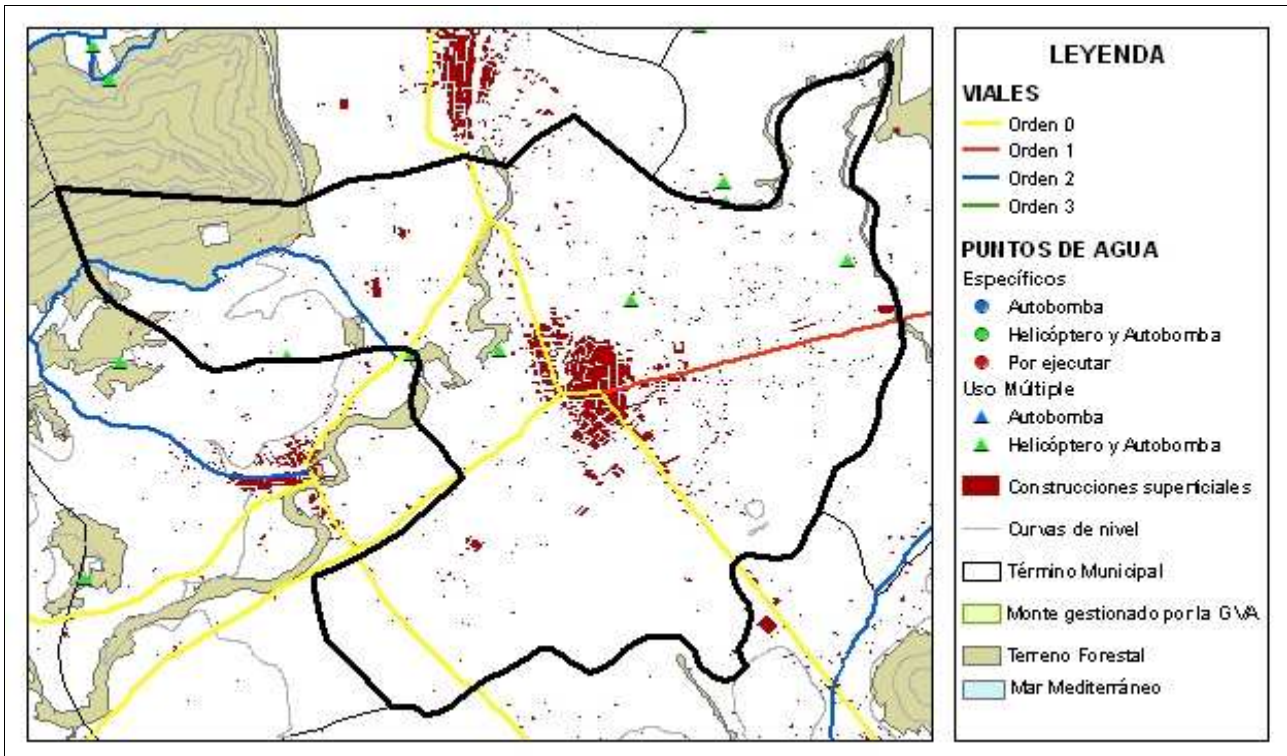 LEYENDA
VIALES
Orden 0
Orden 1
Orden 2
Orden 3
PUNTOS DE AGUA
Específicos
Autobomba
Helicóptero y Autobomba
Por ejecutar
Uso Múltiple
Autobomba
Helicóptero y Autobomba
Construcciones superficiales
Curvas de nivel
Término Municipal
Monte gestionado por la GVA
Terreno Forestal
Mar Mediterráneo